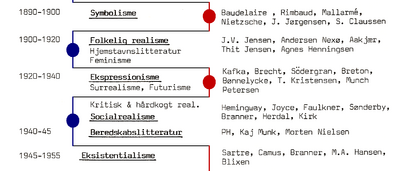 1890-1900 Symbolisme Baudelaire , Rimbaud, Mallarmé,
Nietzsche, J. Jørgensen, S. Claussen
1900-1920 Folkelig realisme J.V. Jensen, Andersen Nexø, Aakjær,
Hjemstavnslitteratur Thit Jensen, Agnes Henningsen
Feminisme
1920-1940 Ekspressionisme Kafka, Brecht, Södergran, Breton,
Surrealisme, Futurisme Bønnelycke, T. Kristensen, Munch
Petersen
Kritisk & hårdkogt real. Hemingway, Joyce, Faulkner, Sønderby,
Socialrealisme Branner, Herdal, Kirk
1940-45 Beredskabslitteratur PH, Kaj Munk, Morten Nielsen
1945-1955 Eksistentialisme Sartre, Camus, Branner, M.A. Hansen,
Blixen